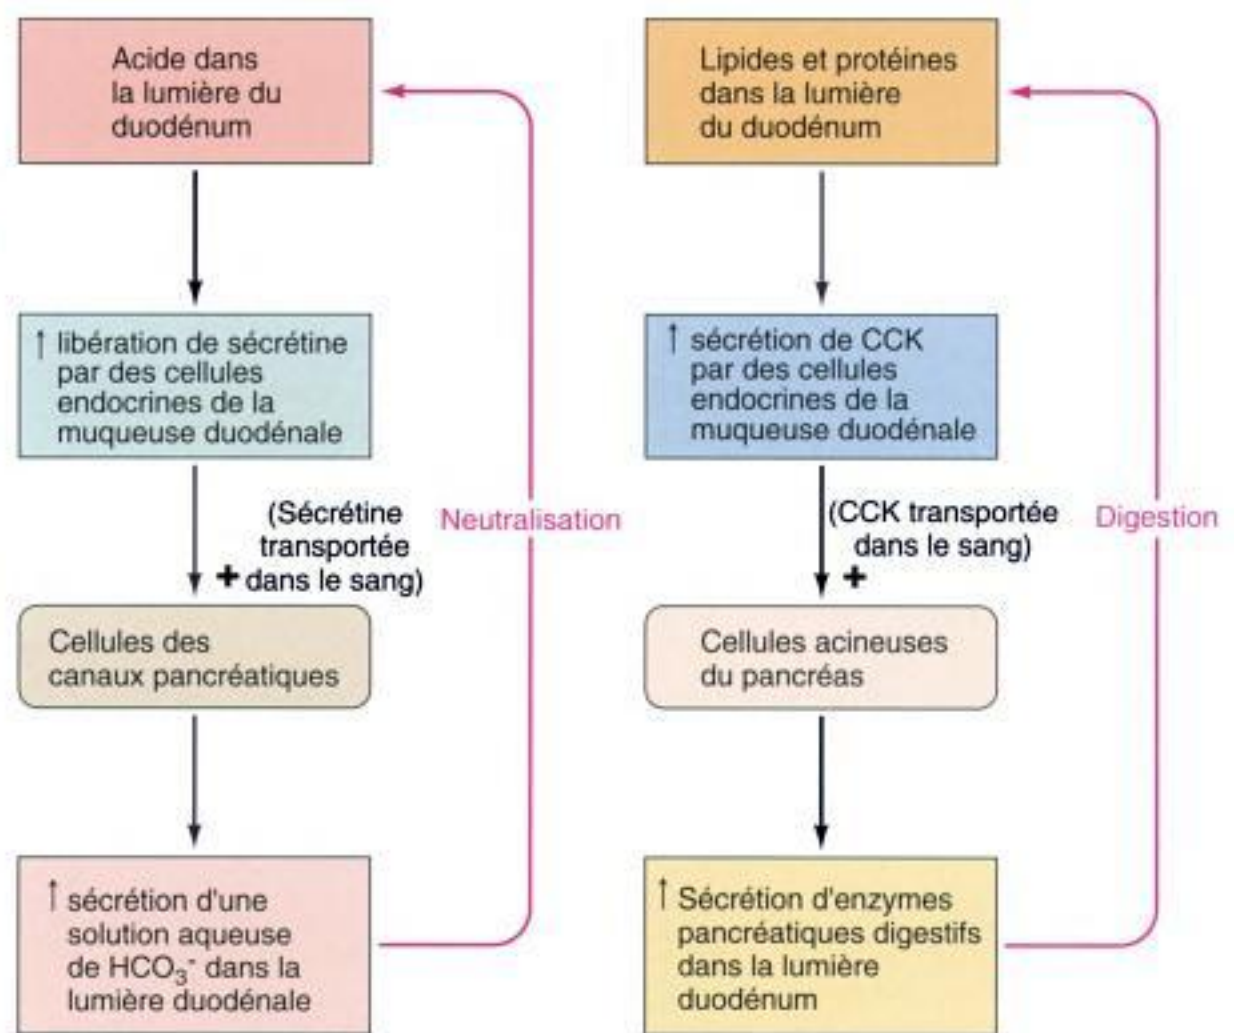 Acide dans
la lumière du
duodénum
↑ libération de sécrétine
par des cellules
endocrines de la
muqueuse duodénale
(Sécrétine
transportée
+ dans le sang)
Neutralisation
Cellules des
canaux pancréatiques
↑ sécrétion d'une
solution aqueuse
de HCO₃⁻ dans la
lumière duodénale
Lipides et protéines
dans la lumière
du duodénum
↑ sécrétion de CCK
par des cellules
endocrines de la
muqueuse duodénale
(CCK transportée
dans le sang)
+
Digestion
Cellules acineuses
du pancréas
↑ Sécrétion d'enzymes
pancréatiques digestifs
dans la lumière
duodénum